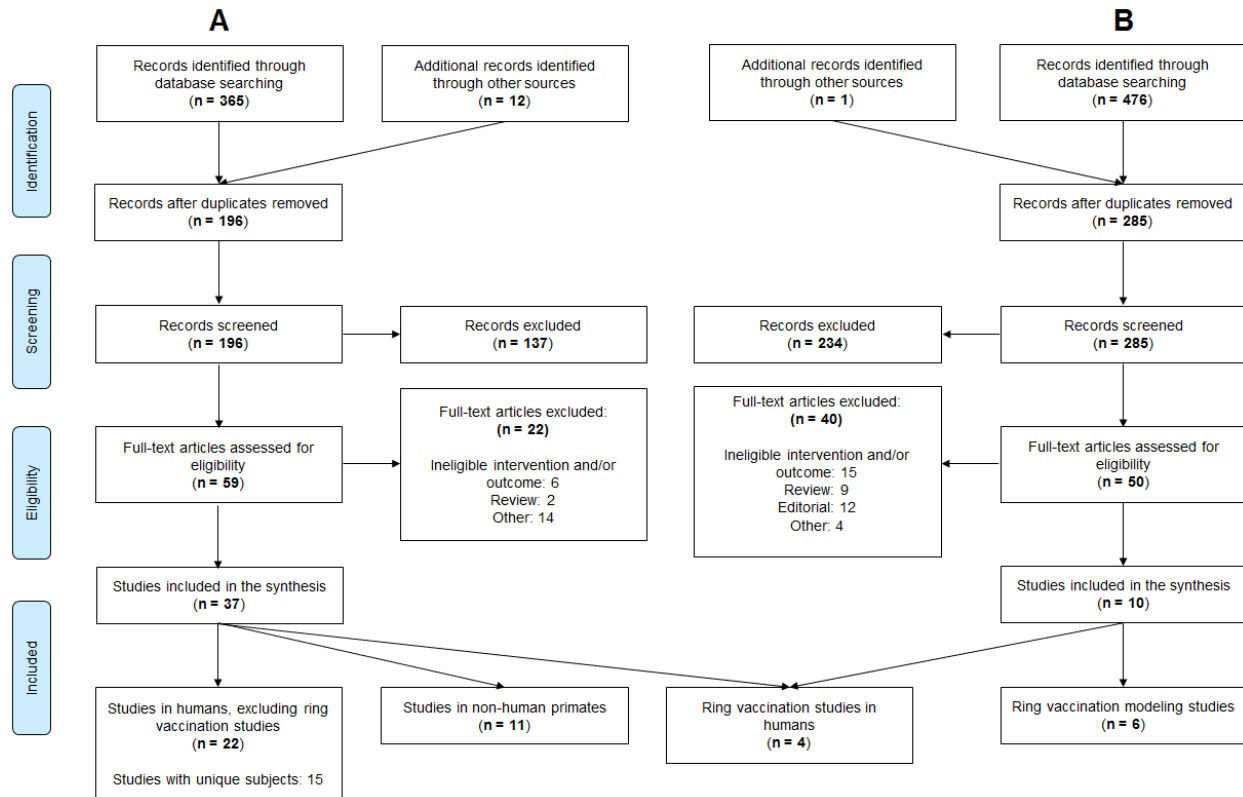 A
B
Records identified through
database searching
(n = 365)
Additional records identified
through other sources
(n = 12)
Additional records identified
through other sources
(n = 1)
Records identified through
database searching
(n = 476)
Identification
Records after duplicates removed
(n = 196)
Records after duplicates removed
(n = 285)
Screening
Records screened
(n = 196)
Records excluded
(n = 137)
Records excluded
(n = 234)
Records screened
(n = 285)
Eligibility
Full-text articles assessed for
eligibility
(n = 59)
Full-text articles excluded:
(n = 22)
Ineligible intervention and/or
outcome: 6
Review: 2
Other: 14
Full-text articles excluded:
(n = 40)
Ineligible intervention and/or
outcome: 15
Review: 9
Editorial: 12
Other: 4
Full-text articles assessed for
eligibility
(n = 50)
Studies included in the synthesis
(n = 37)
Studies included in the synthesis
(n = 10)
Included
Studies in humans, excluding ring
vaccination studies
(n = 22)
Studies with unique subjects: 15
Studies in non-human primates
(n = 11)
Ring vaccination studies in
humans
(n = 4)
Ring vaccination modeling studies
(n = 6)